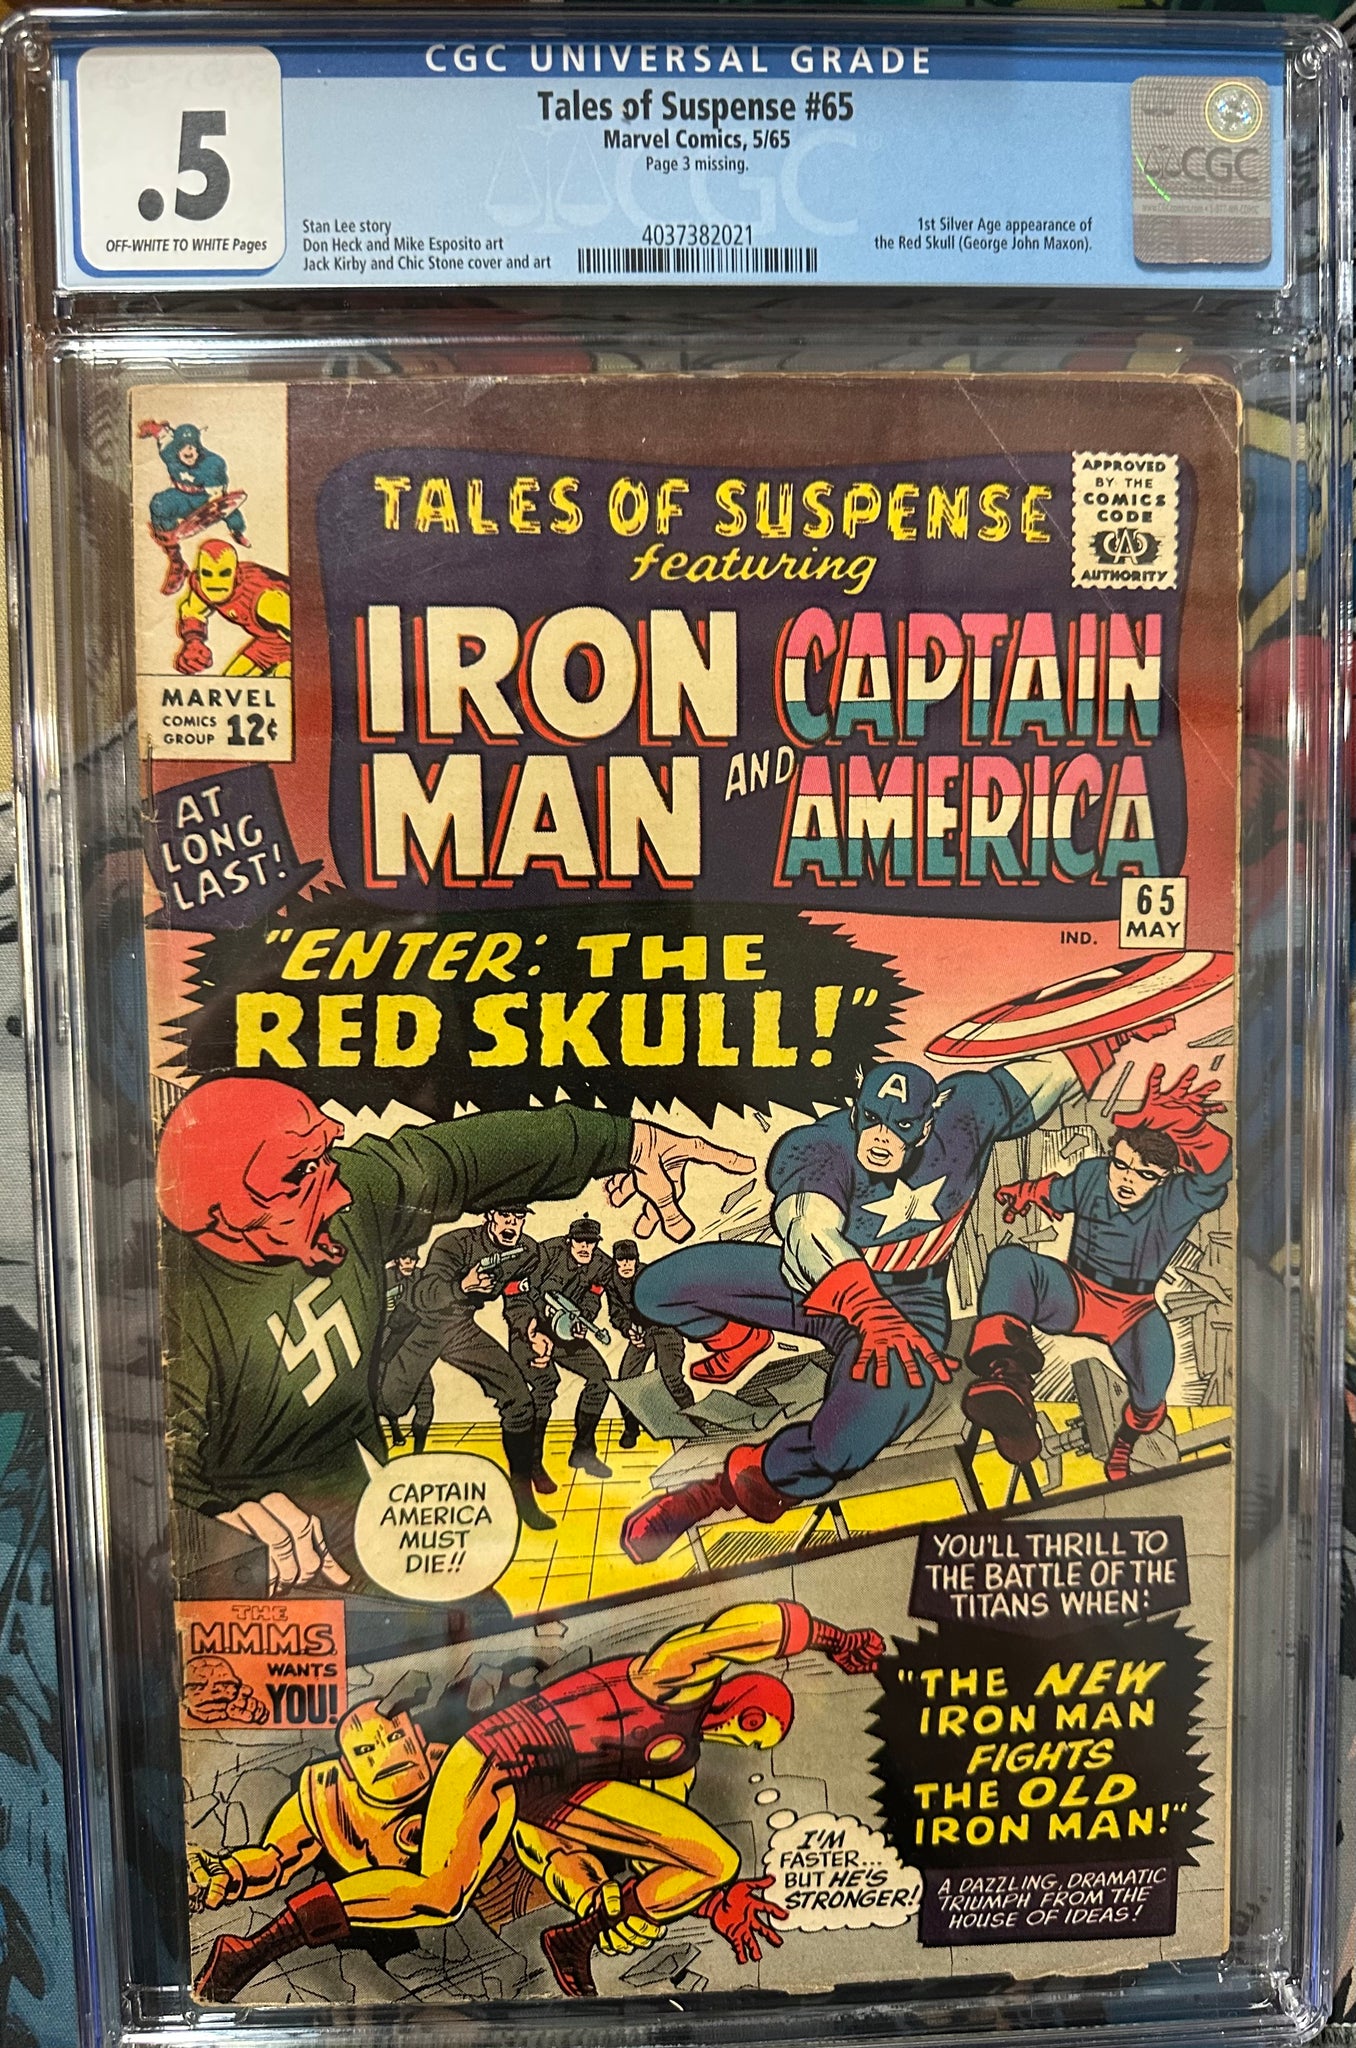 CGC UNIVERSAL GRADE
.5
OFF-WHITE TO WHITE Pages
Tales of Suspense #65
Marvel Comics, 5/65
Page 3 missing.
Stan Lee story
Don Heck and Mike Esposito art
Jack Kirby and Chic Stone cover and art
4037382021
1st Silver Age appearance of
the Red Skull (George John Maxon).
CGC
CGC
MARVEL
COMICS
GROUP 12¢
TALES OF SUSPENSE
featuring
IRON
MAN
AND
CAPTAIN
AMERICA
APPROVED
BY THE
COMICS
CODE
CA
AUTHORITY
65
MAY
IND.
AT
LONG
LAST!
"ENTER: THE
RED SKULL!"
A
CAPTAIN
AMERICA
MUST
DIE!!
THE
M.M.M.S.
WANTS
YOU!
YOU'LL THRILL TO
THE BATTLE OF THE
TITANS WHEN:
"THE NEW
IRON MAN
FIGHTS
THE OLD
IRON MAN!"
I'M
FASTER...
BUT HE'S
STRONGER!
A DAZZLING, DRAMATIC
TRIUMPH FROM THE
HOUSE OF IDEAS!